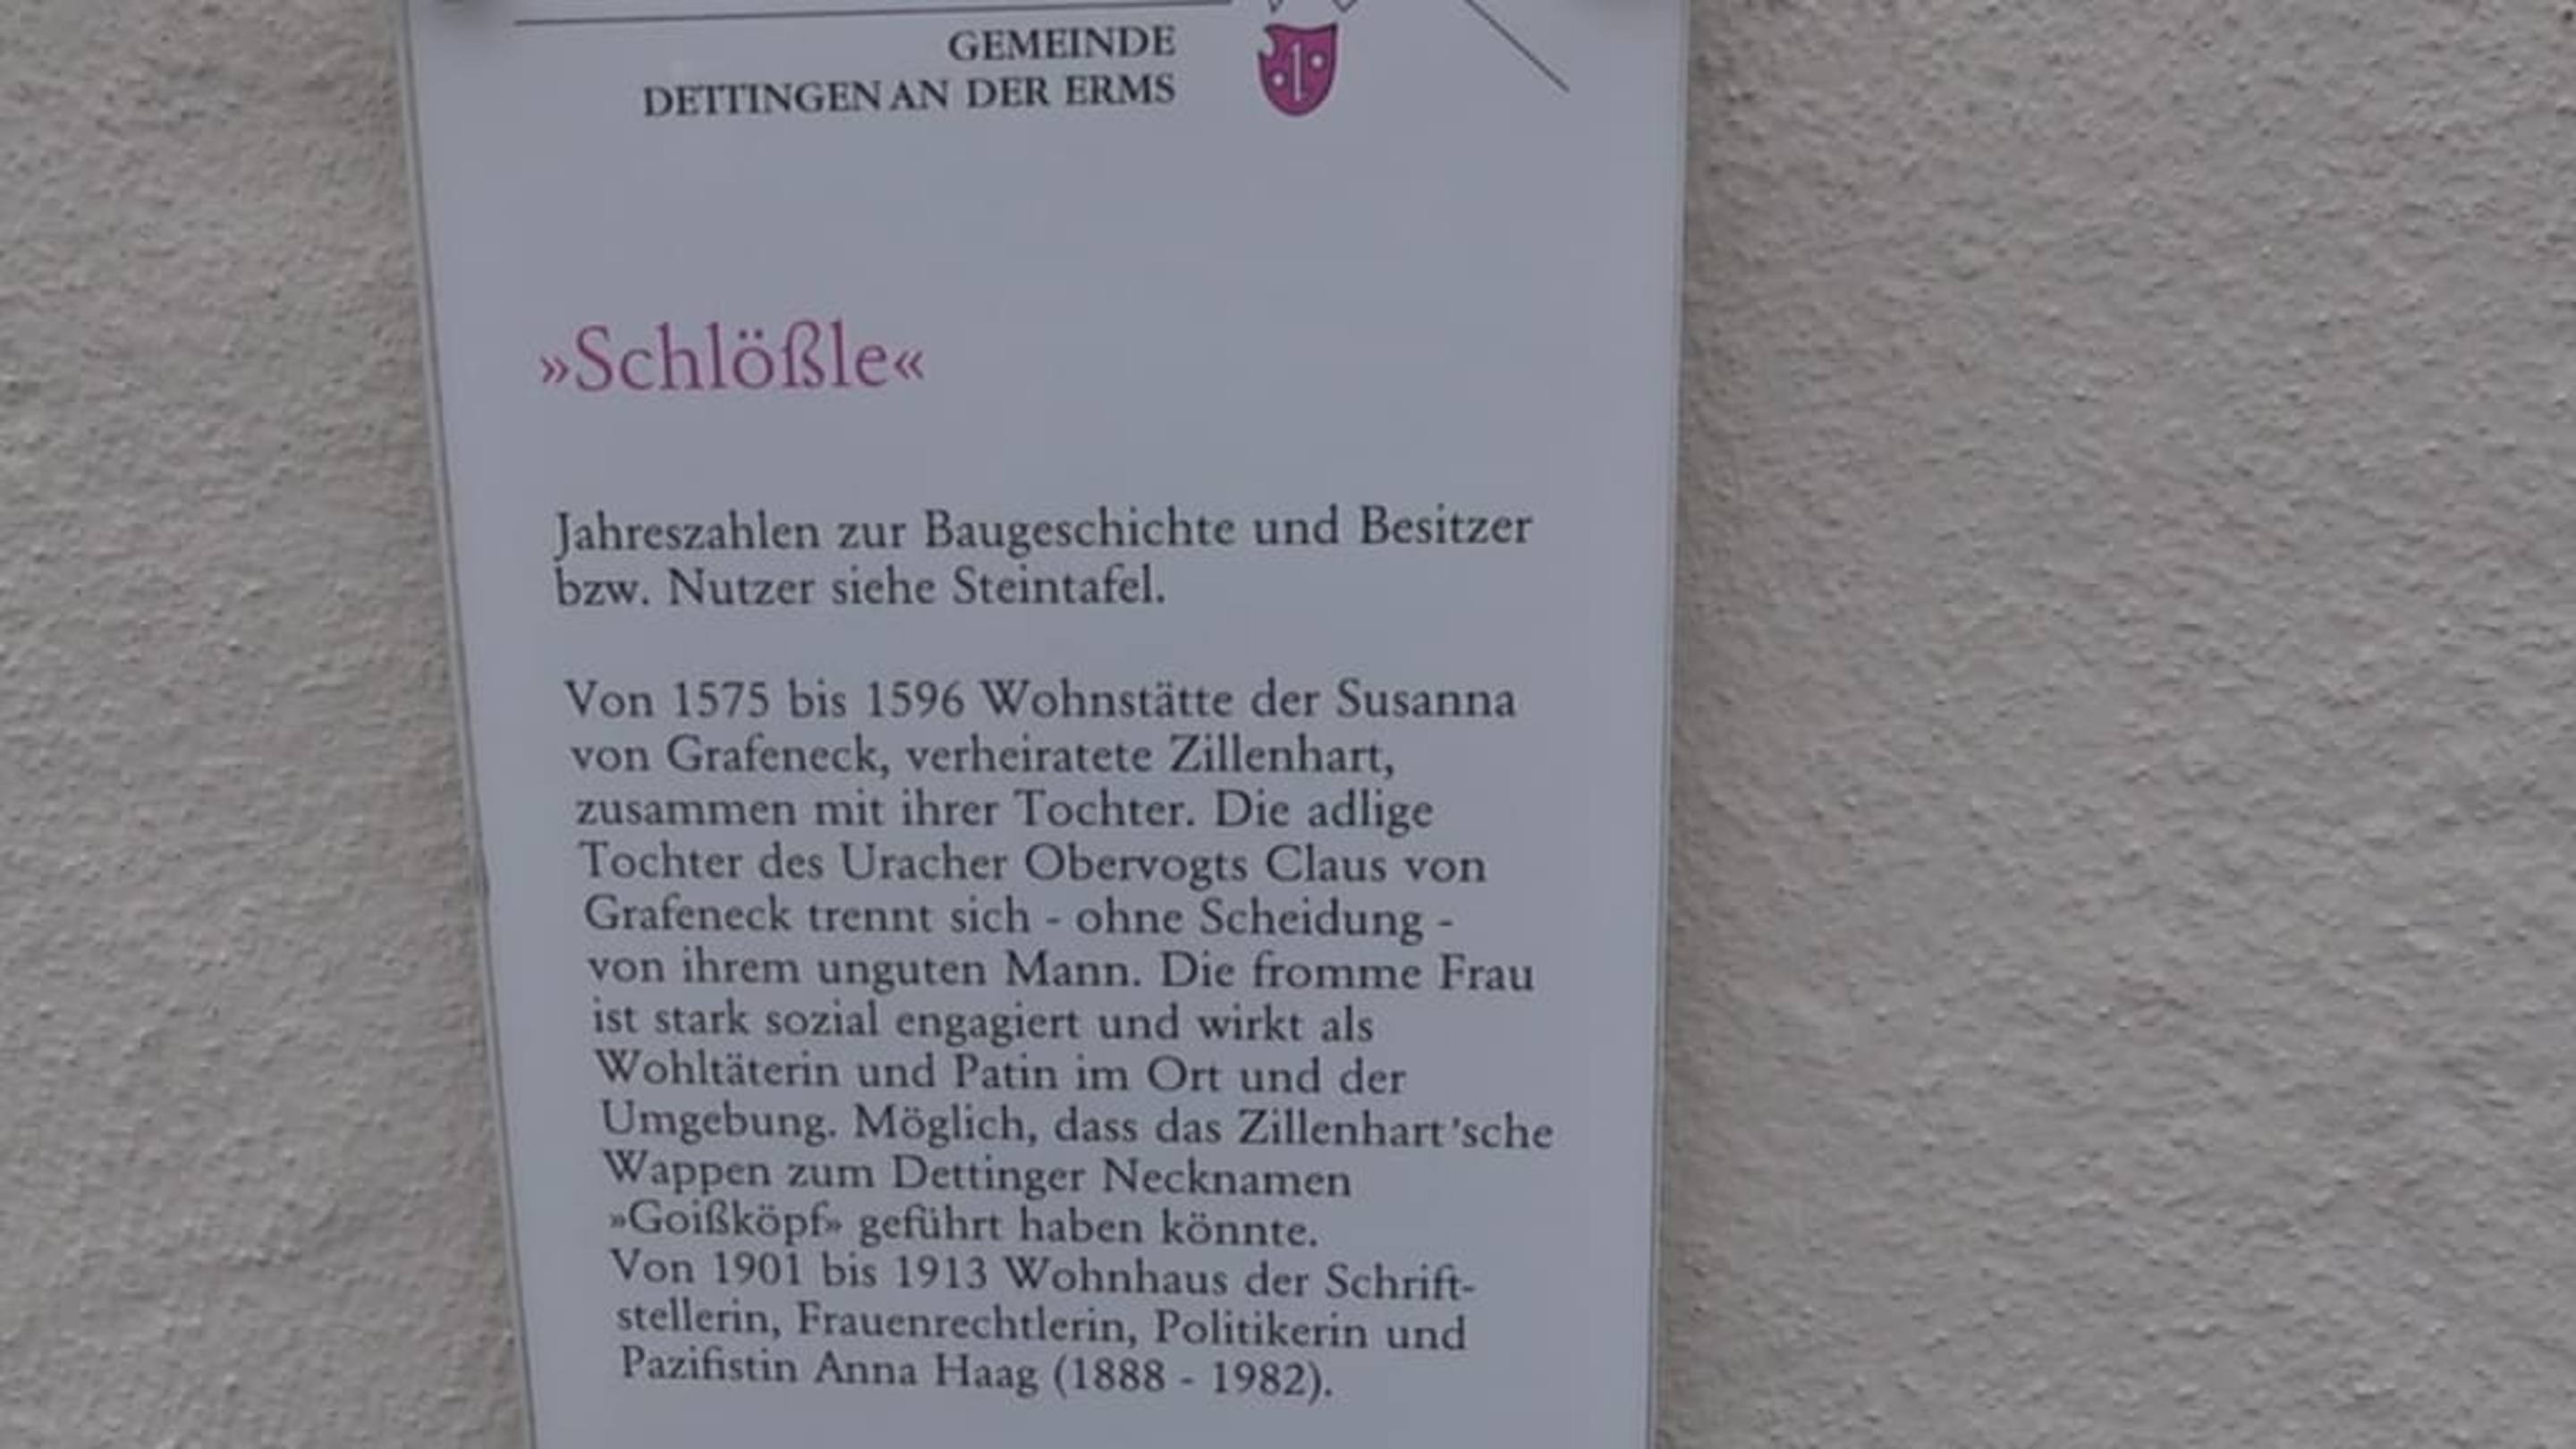 GEMEINDE
DETTINGEN AN DER ERMS
»Schlößle«
Jahreszahlen zur Baugeschichte und Besitzer
bzw. Nutzer siehe Steintafel.
Von 1575 bis 1596 Wohnstätte der Susanna
von Grafeneck, verheiratete Zillenhart,
zusammen mit ihrer Tochter. Die adlige
Tochter des Uracher Obervogts Claus von
Grafeneck trennt sich - ohne Scheidung -
von ihrem unguten Mann. Die fromme Frau
ist stark sozial engagiert und wirkt als
Wohltäterin und Patin im Ort und der
Umgebung. Möglich, dass das Zillenhart'sche
Wappen zum Dettinger Necknamen
»Goißköpf» geführt haben könnte.
Von 1901 bis 1913 Wohnhaus der Schrift-
stellerin, Frauenrechtlerin, Politikerin und
Pazifistin Anna Haag (1888 - 1982).